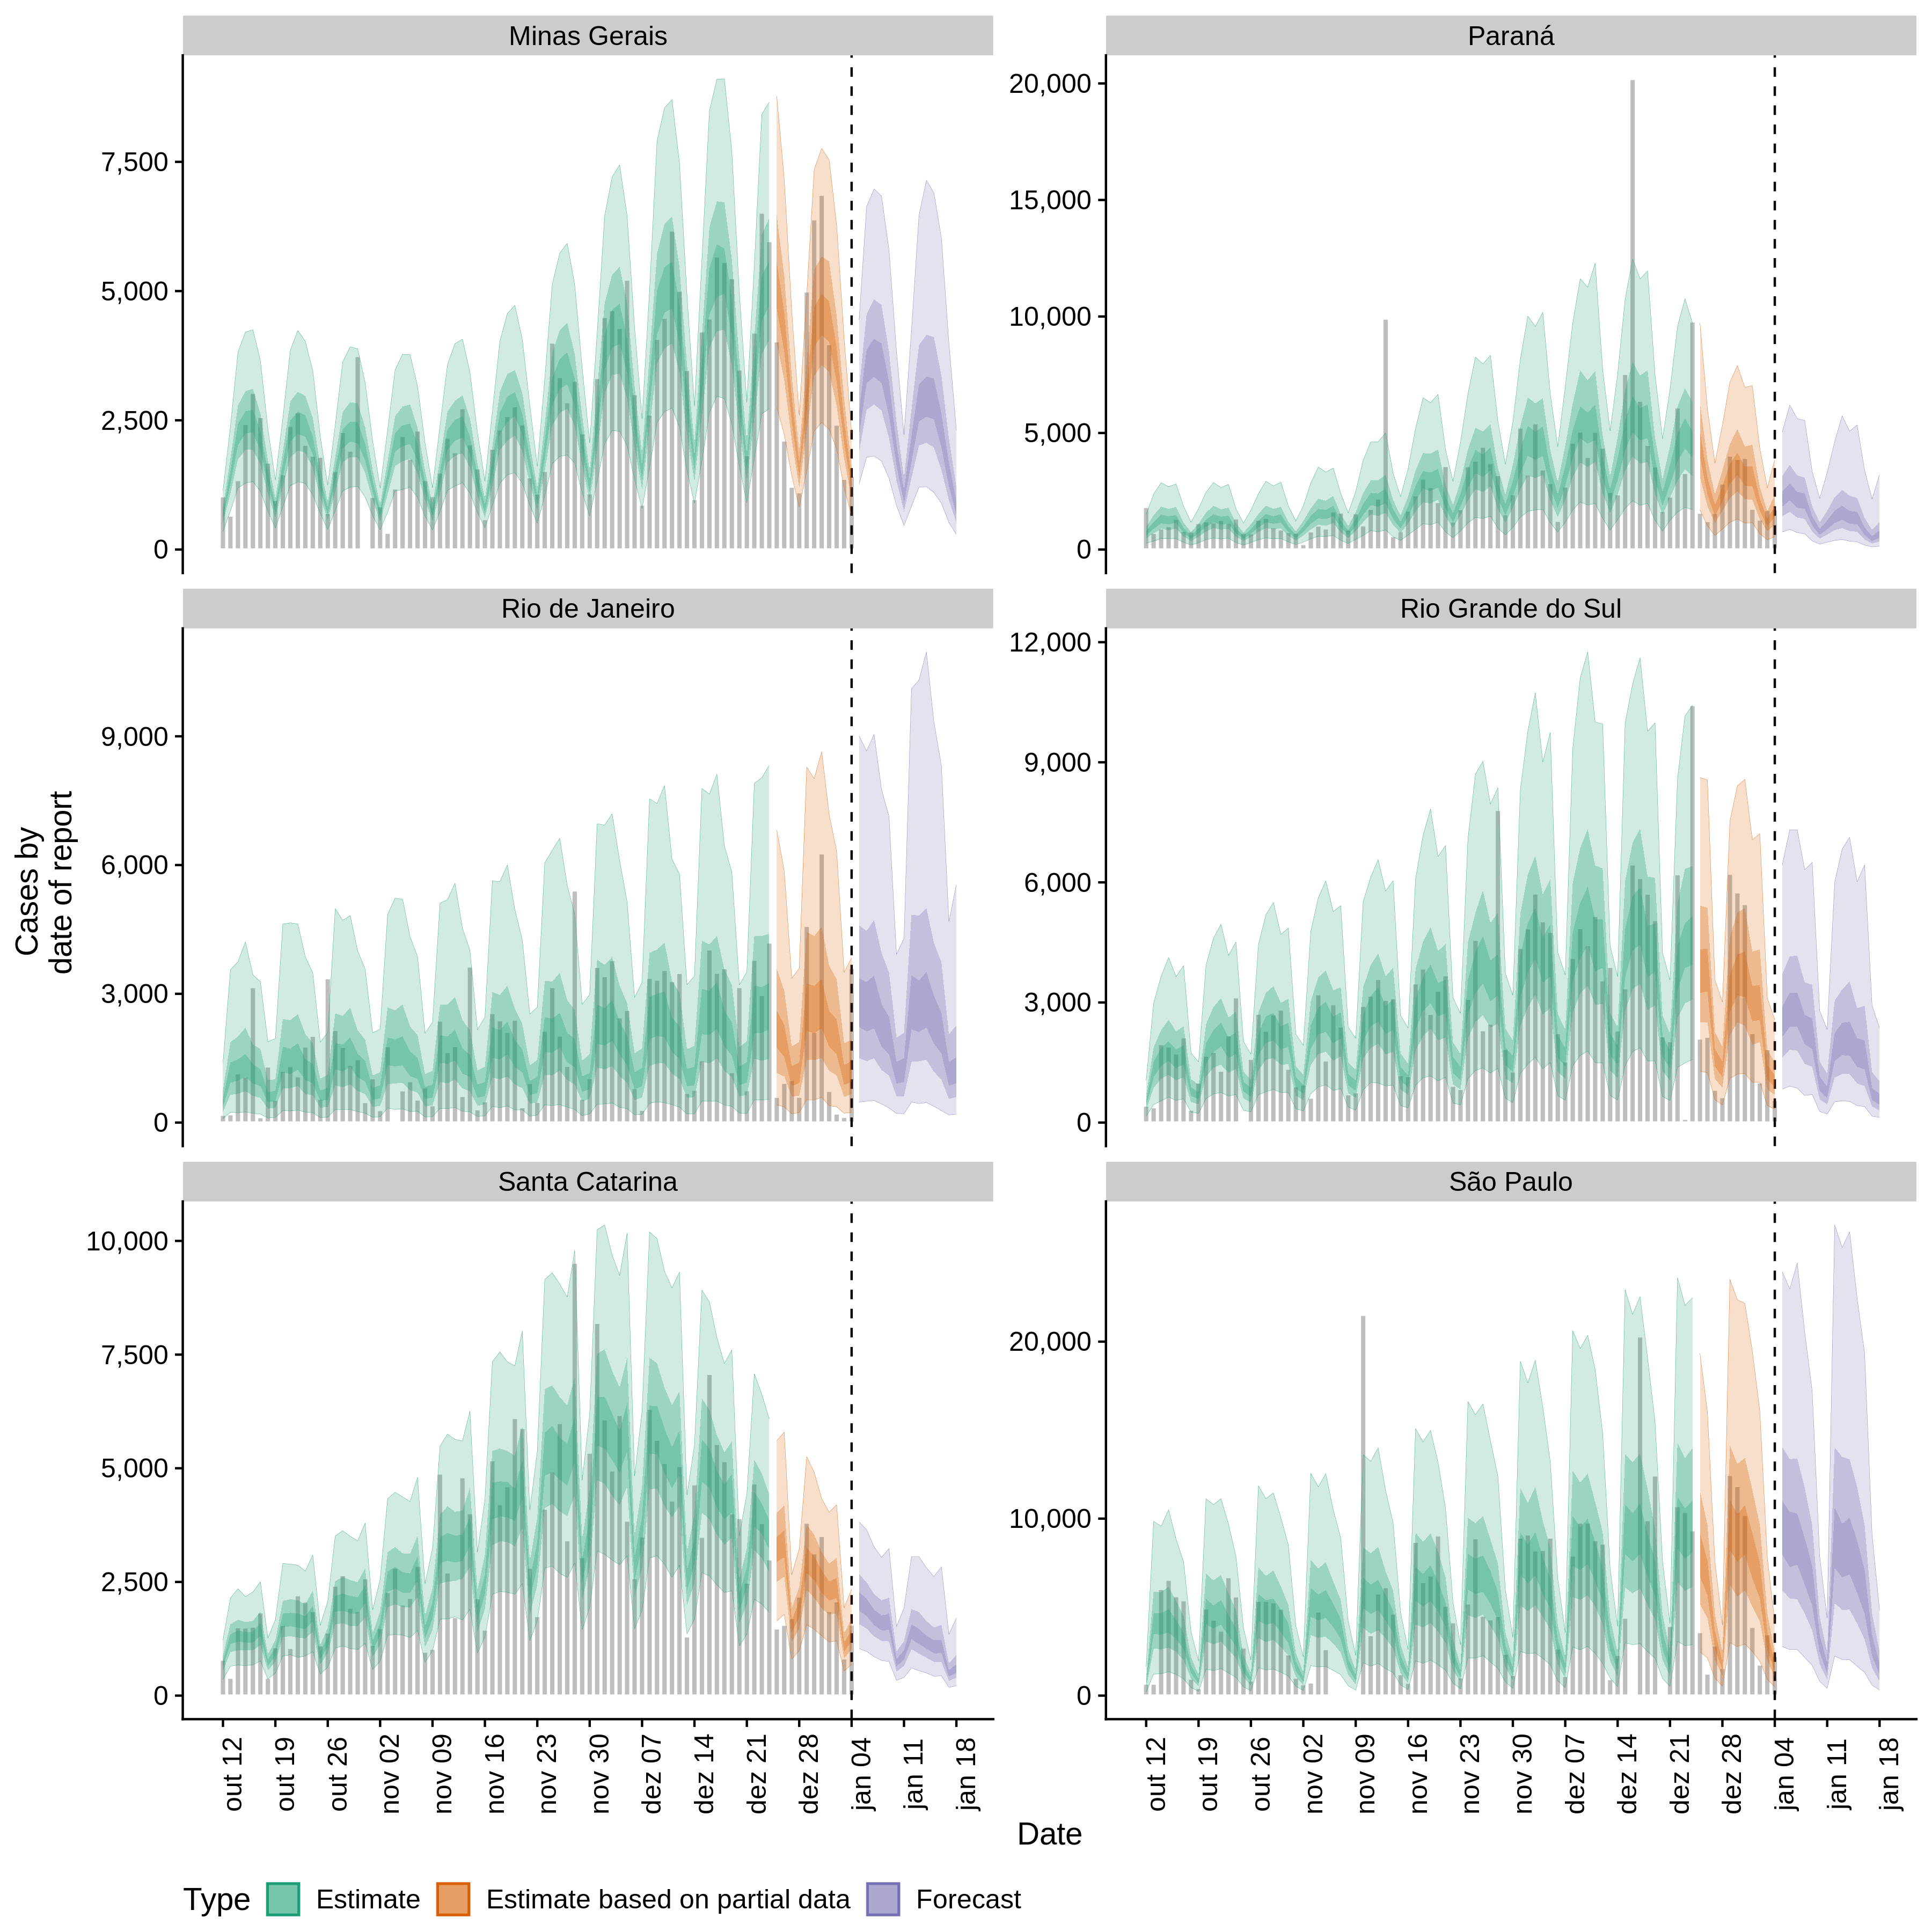 Minas Gerais
Paraná
7,500
5,000
2,500
0
20,000
15,000
10,000
5,000
0
Rio de Janeiro
Rio Grande do Sul
9,000
6,000
3,000
0
12,000
9,000
6,000
3,000
0
Santa Catarina
São Paulo
10,000
7,500
5,000
2,500
0
20,000
10,000
0
Cases by
date of report
out 12
out 19
out 26
nov 02
nov 09
nov 16
nov 23
nov 30
dez 07
dez 14
dez 21
dez 28
jan 04
jan 11
jan 18
out 12
out 19
out 26
nov 02
nov 09
nov 16
nov 23
nov 30
dez 07
dez 14
dez 21
dez 28
jan 04
jan 11
jan 18
Date
Type Estimate Estimate based on partial data Forecast